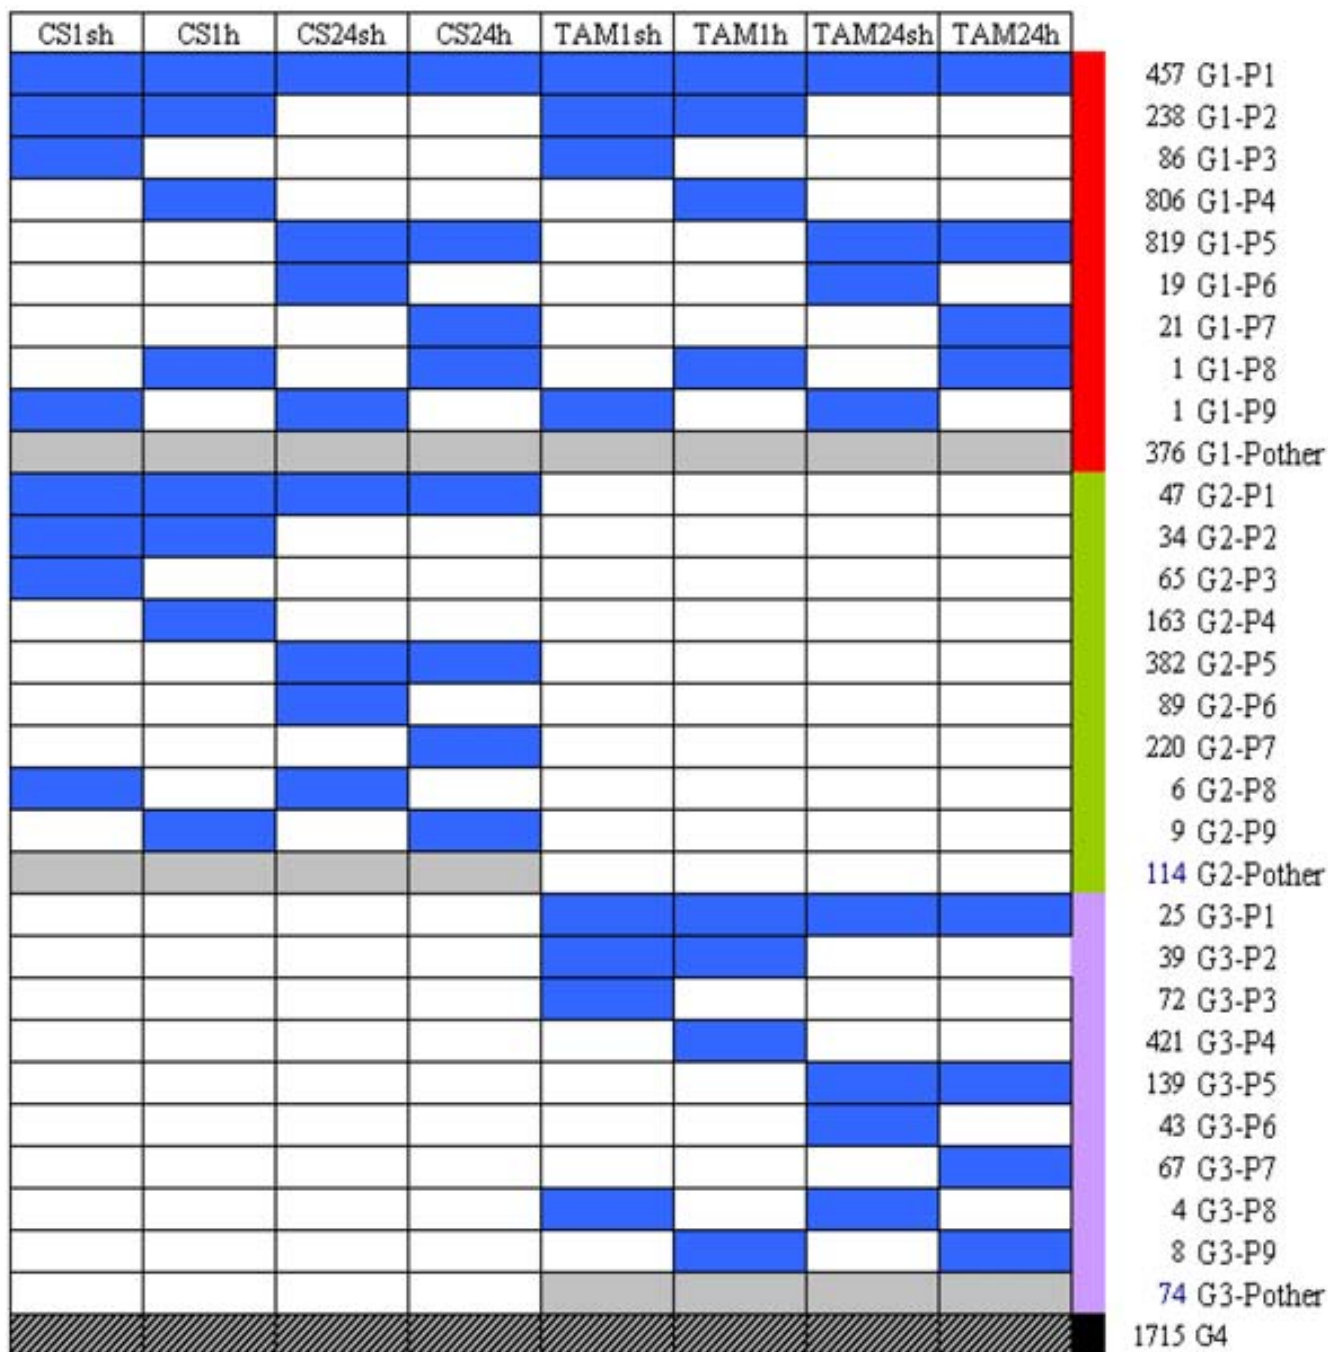 CS1sh CS1h CS24sh CS24h TAM1sh TAM1h TAM24sh TAM24h
457 G1-P1
238 G1-P2
86 G1-P3
806 G1-P4
819 G1-P5
19 G1-P6
21 G1-P7
1 G1-P8
1 G1-P9
376 G1-Pother
47 G2-P1
34 G2-P2
65 G2-P3
163 G2-P4
382 G2-P5
89 G2-P6
220 G2-P7
6 G2-P8
9 G2-P9
114 G2-Pother
25 G3-P1
39 G3-P2
72 G3-P3
421 G3-P4
139 G3-P5
43 G3-P6
67 G3-P7
4 G3-P8
8 G3-P9
74 G3-Pother
1715 G4